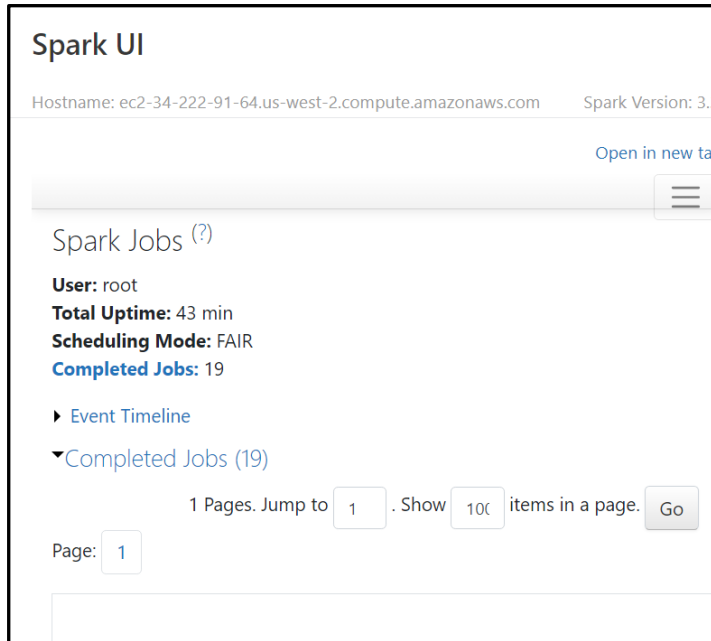 Spark UI
Hostname: ec2-34-222-91-64.us-west-2.compute.amazonaws.com Spark Version: 3.
Open in new ta
Spark Jobs (?)
User: root
Total Uptime: 43 min
Scheduling Mode: FAIR
Completed Jobs: 19
Event Timeline
Completed Jobs (19)
1 Pages. Jump to 1 . Show 100 items in a page. Go
Page: 1